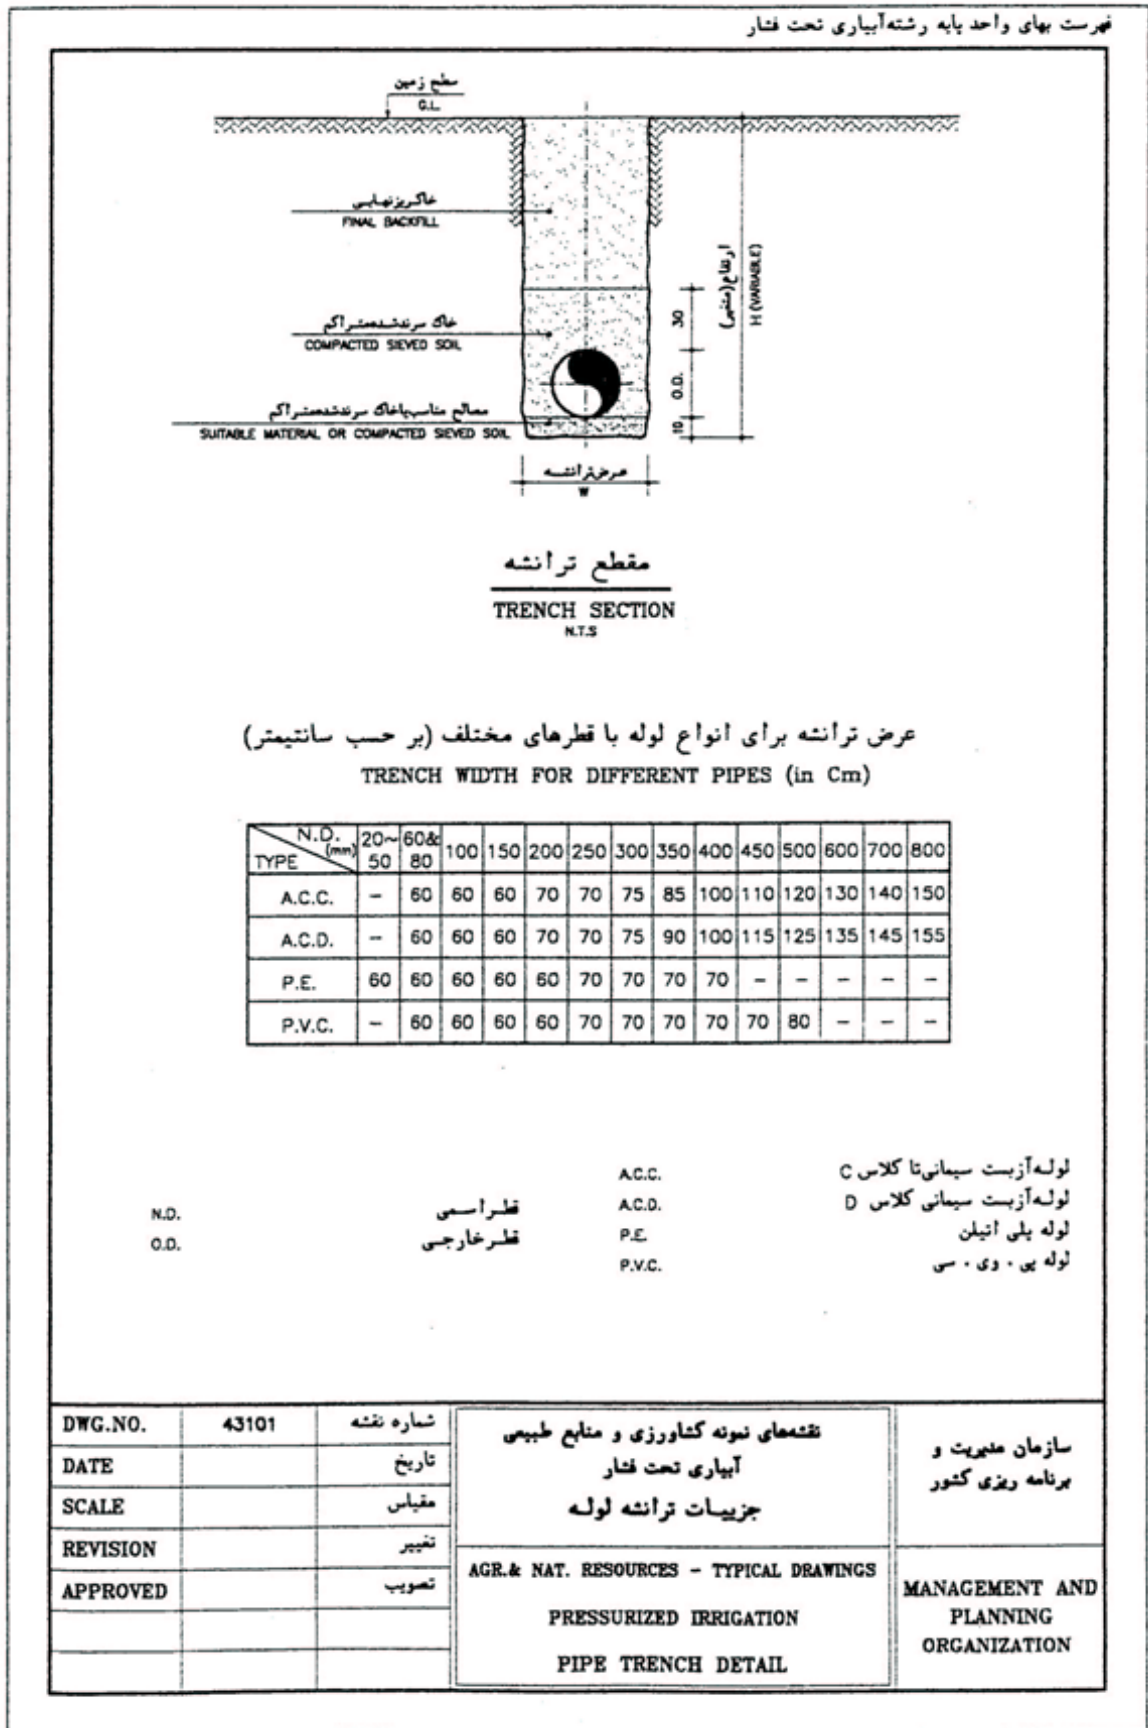 فهرست بهای واحد پایه رشته‌آبیاری تحت فشار
سطح زمین
G.L.
خاکریزنهایی
FINAL BACKFILL
خاک سرندشده‌متراکم
COMPACTED SIEVED SOIL
مصالح مناسب‌یاخاک سرندشده‌متراکم
SUITABLE MATERIAL OR COMPACTED SIEVED SOIL
30
O.D.
10
ارتفاع(متغیر)
H (VARIABLE)
عرض‌ترانشه
W
مقطع ترانشه
TRENCH SECTION
N.T.S
عرض ترانشه برای انواع لوله با قطرهای مختلف (بر حسب سانتیمتر)
TRENCH WIDTH FOR DIFFERENT PIPES (in Cm)
TYPE N.D. (mm) 20~50 60&80 100 150 200 250 300 350 400 450 500 600 700 800
A.C.C. - 60 60 60 70 70 75 85 100 110 120 130 140 150
A.C.D. - 60 60 60 70 70 75 90 100 115 125 135 145 155
P.E. 60 60 60 60 60 70 70 70 70 - - - - -
P.V.C. - 60 60 60 60 70 70 70 70 70 80 - - -
A.C.C. لوله‌آزبست سیمانی‌تا کلاس C
A.C.D. لوله‌آزبست سیمانی کلاس D
P.E. لوله پلی اتیلن
P.V.C. لوله پی . وی . سی
N.D. قطراسمی
O.D. قطرخارجی
DWG.NO. 43101 شماره نقشه
DATE تاریخ
SCALE مقیاس
REVISION تغییر
APPROVED تصویب
نقشه‌های نمونه کشاورزی و منابع طبیعی
آبیاری تحت فشار
جزییات ترانشه لوله
AGR.& NAT. RESOURCES - TYPICAL DRAWINGS
PRESSURIZED IRRIGATION
PIPE TRENCH DETAIL
سازمان مدیریت و
برنامه ریزی کشور
MANAGEMENT AND
PLANNING
ORGANIZATION